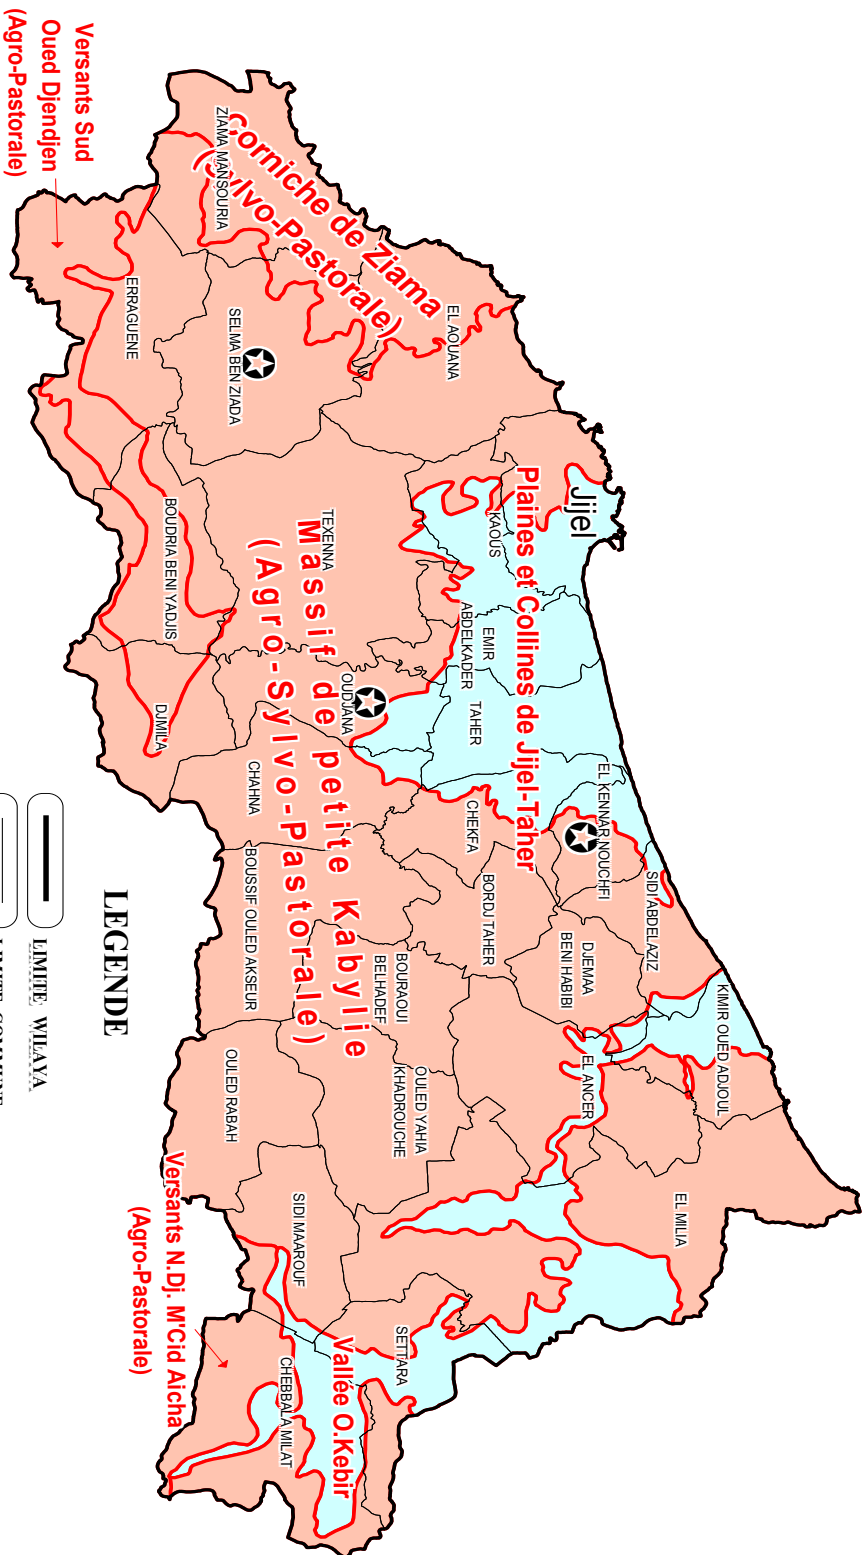 Versants Sud
Oued Djendjen
(Agro-Pastorale)
Corniche de Ziama
(Sylvo-Pastorale)
ZIAMA MANSOURIA
ERRAGUENE
SELMA BEN ZIADA
EL AOUANA
Jijel
Plaines et Collines de Jijel-Taher
KAOUS
TEXENNA
Massif de petite Kabylie
(Agro-Sylvo-Pastorale)
BOUDRIA BENI YADJIS
EMIR
ABDELKADER
TAHER
OUDJANA
DJMILA
EL KENNAR NOUCHFI
CHEKFA
CHAHNA
SIDI ABDELAZIZ
BORDJ TAHER
BOUSSIF OULED AKSEUR
DJEMAA
BENI HABIBI
BOURAOUI
BELHADEF
KIMIR OUED ADJOUL
EL ANCER
OULED YAHIA
KHADROUCHE
OULED RABAH
EL MILIA
SIDI MAAROUF
SETTARA
Vallée O.Kebir
CHEBBALA MILAT
Versants N.Dj. M'Cid Aicha
(Agro-Pastorale)
LEGENDE
LIMITE WILAYA